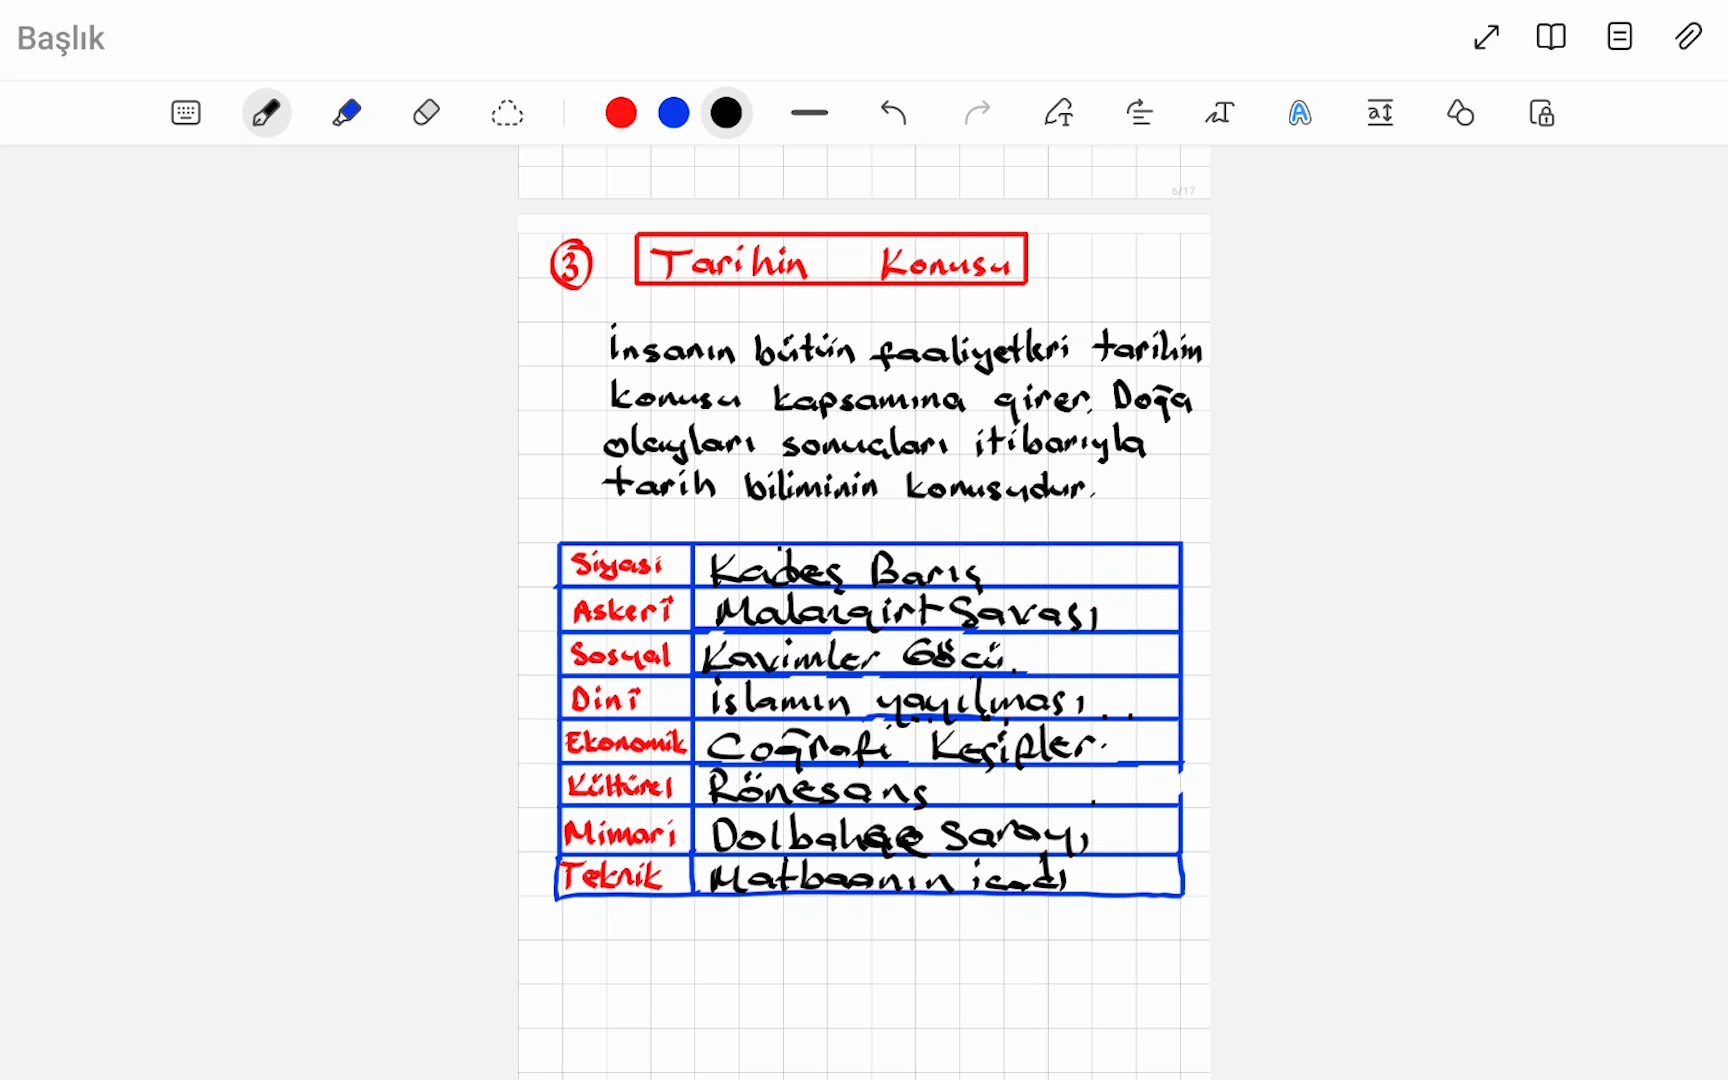 Başlık
6/17
3 Tarihin Konusu
İnsanın bütün faaliyetleri tarihin
konusu kapsamına girer. Doğa
olayları sonuçları itibarıyla
tarih biliminin konusudur.
Siyasi Kadeş Barış
Askerî Malazgirt Savaşı
Sosyal Kavimler Göçü.
Dinî İslamın yayılması
Ekonomik Coğrafi Keşifler.
Kültürel Rönesans
Mimari Dolbahçe Sarayı
Teknik Matbaanın icadı